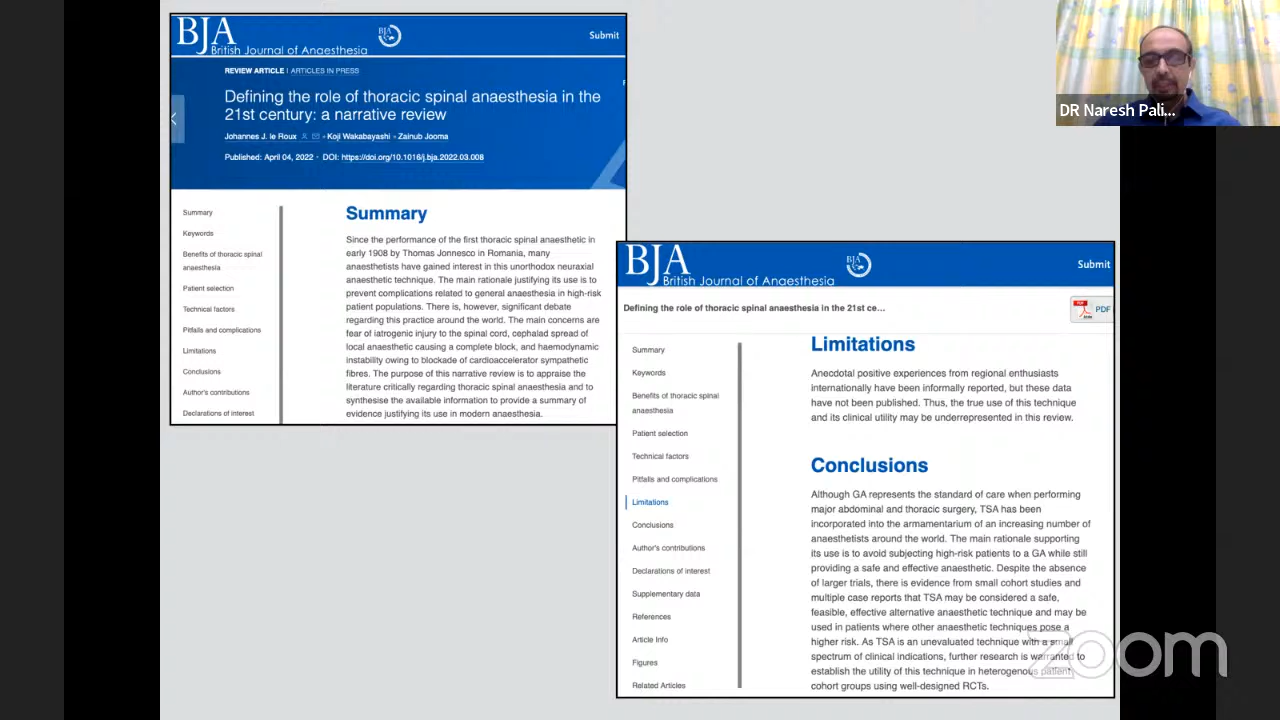 BJA
British Journal of Anaesthesia
BJA
Submit
REVIEW ARTICLE | ARTICLES IN PRESS
Defining the role of thoracic spinal anaesthesia in the
21st century: a narrative review
Johannes J. le Roux • Koji Wakabayashi • Zainub Jooma
Published: April 04, 2022 • DOI: https://doi.org/10.1016/j.bja.2022.03.008
Summary
Keywords
Benefits of thoracic spinal
anaesthesia
Patient selection
Technical factors
Pitfalls and complications
Limitations
Conclusions
Author's contributions
Declarations of interest
Summary
Since the performance of the first thoracic spinal anaesthetic in
early 1908 by Thomas Jonnesco in Romania, many
anaesthetists have gained interest in this unorthodox neuraxial
anaesthetic technique. The main rationale justifying its use is to
prevent complications related to general anaesthesia in high-risk
patient populations. There is, however, significant debate
regarding this practice around the world. The main concerns are
fear of iatrogenic injury to the spinal cord, cephalad spread of
local anaesthetic causing a complete block, and haemodynamic
instability owing to blockade of cardioaccelerator sympathetic
fibres. The purpose of this narrative review is to appraise the
literature critically regarding thoracic spinal anaesthesia and to
synthesise the available information to provide a summary of
evidence justifying its use in modern anaesthesia.
DR Naresh Pali...
BJA
British Journal of Anaesthesia
BJA
Submit
Defining the role of thoracic spinal anaesthesia in the 21st ce...
PDF
Summary
Keywords
Benefits of thoracic spinal
anaesthesia
Patient selection
Technical factors
Pitfalls and complications
Limitations
Conclusions
Author's contributions
Declarations of interest
Supplementary data
References
Article Info
Figures
Related Articles
Limitations
Anecdotal positive experiences from regional enthusiasts
internationally have been informally reported, but these data
have not been published. Thus, the true use of this technique
and its clinical utility may be underrepresented in this review.
Conclusions
Although GA represents the standard of care when performing
major abdominal and thoracic surgery, TSA has been
incorporated into the armamentarium of an increasing number of
anaesthetists around the world. The main rationale supporting
its use is to avoid subjecting high-risk patients to a GA while still
providing a safe and effective anaesthetic. Despite the absence
of larger trials, there is evidence from small cohort studies and
multiple case reports that TSA may be considered a safe,
feasible, effective alternative anaesthetic technique and may be
used in patients where other anaesthetic techniques pose a
higher risk. As TSA is an unevaluated technique with a small
spectrum of clinical indications, further research is warranted to
establish the utility of this technique in heterogenous patient
cohort groups using well-designed RCTs.
zoom